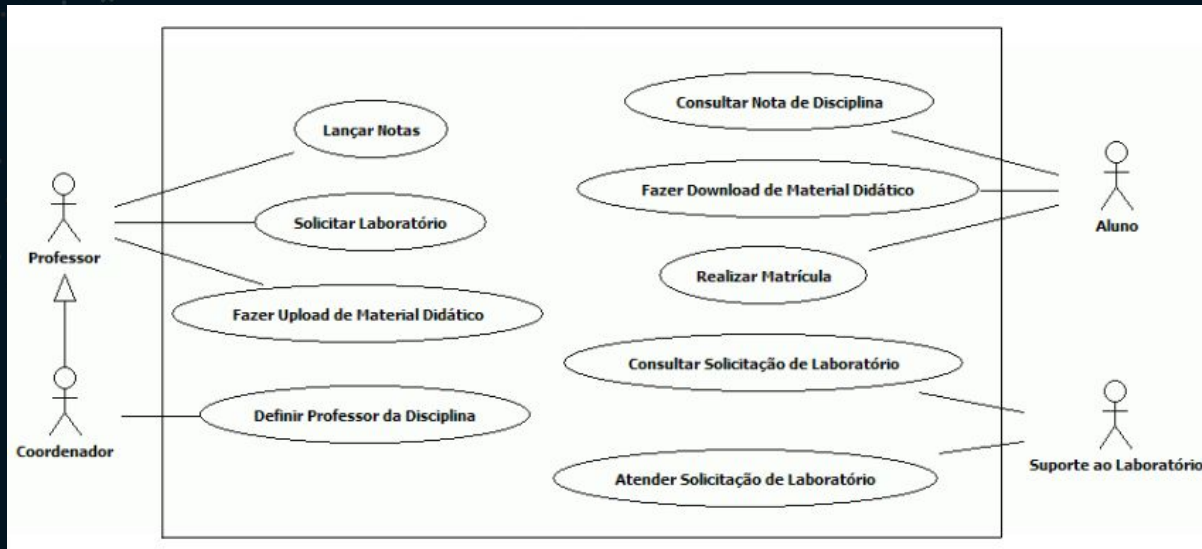 Consultar Nota de Disciplina
Lançar Notas
Fazer Download de Material Didático
Solicitar Laboratório
Professor
Aluno
Realizar Matrícula
Fazer Upload de Material Didático
Consultar Solicitação de Laboratório
Definir Professor da Disciplina
Coordenador
Suporte ao Laboratório
Atender Solicitação de Laboratório